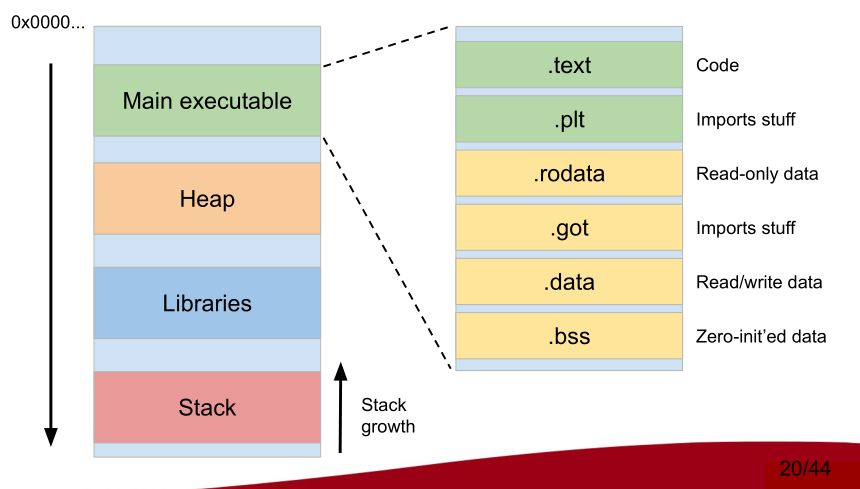 0x0000...
Main executable
Heap
Libraries
Stack
Stack
growth
.text
Code
.plt
Imports stuff
.rodata
Read-only data
.got
Imports stuff
.data
Read/write data
.bss
Zero-init’ed data
20/44